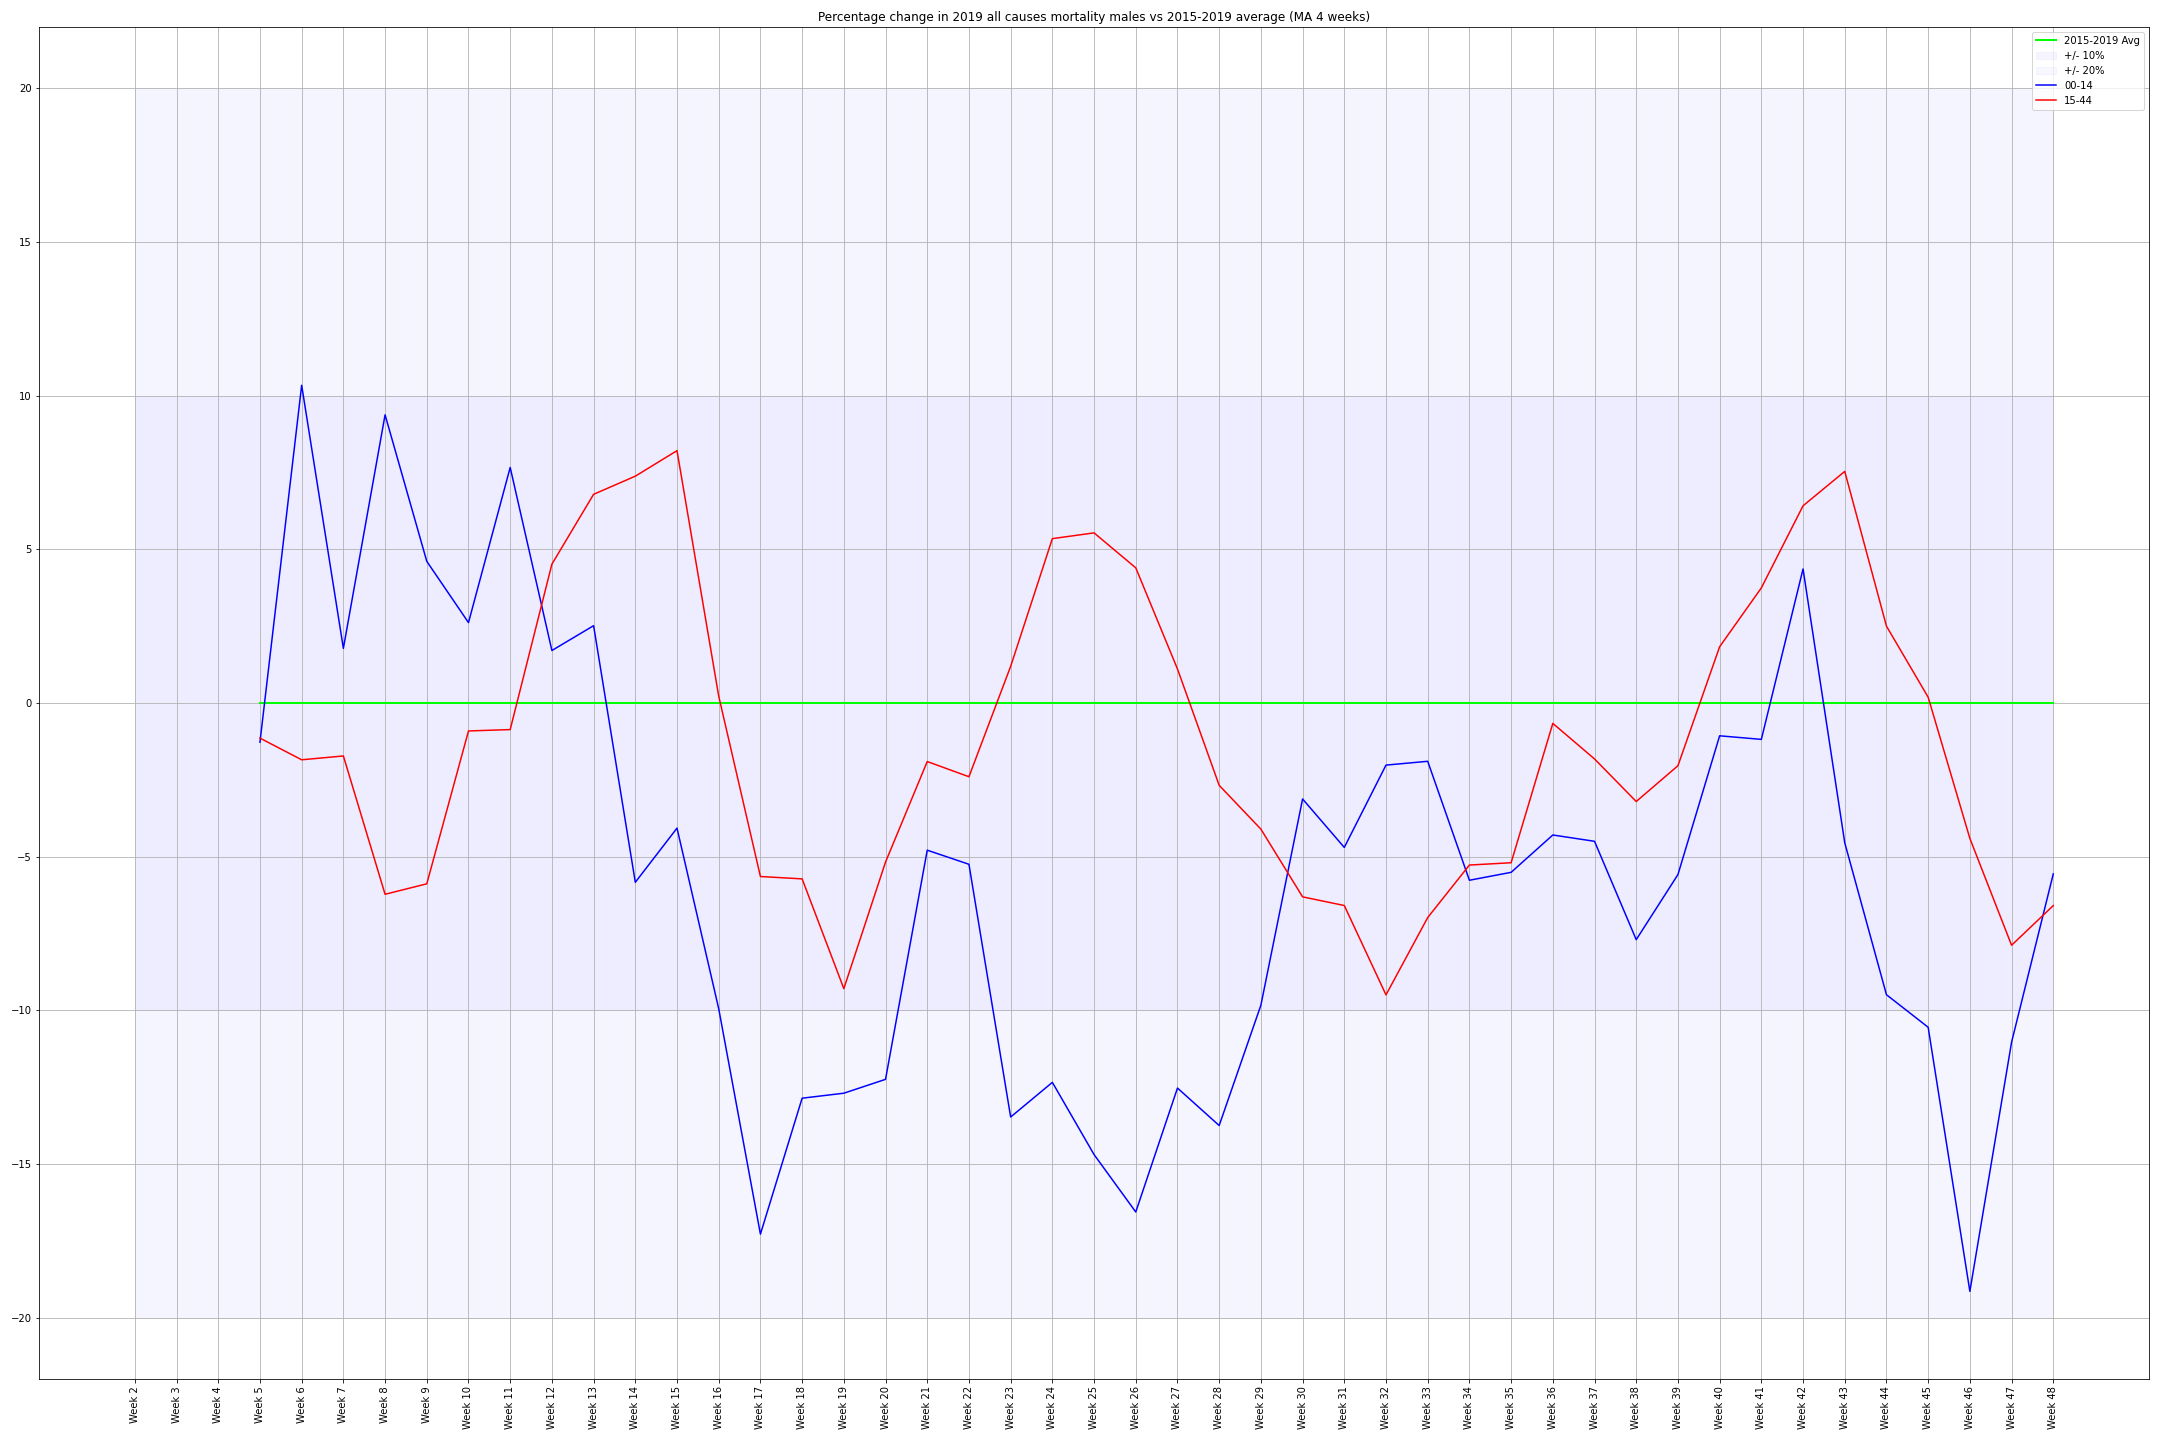 Percentage change in 2019 all causes mortality males vs 2015-2019 average (MA 4 weeks)
2015-2019 Avg
+/- 10%
+/- 20%
00-14
15-44
20
15
10
5
0
−5
−10
−15
−20
Week 2
Week 3
Week 4
Week 5
Week 6
Week 7
Week 8
Week 9
Week 10
Week 11
Week 12
Week 13
Week 14
Week 15
Week 16
Week 17
Week 18
Week 19
Week 20
Week 21
Week 22
Week 23
Week 24
Week 25
Week 26
Week 27
Week 28
Week 29
Week 30
Week 31
Week 32
Week 33
Week 34
Week 35
Week 36
Week 37
Week 38
Week 39
Week 40
Week 41
Week 42
Week 43
Week 44
Week 45
Week 46
Week 47
Week 48